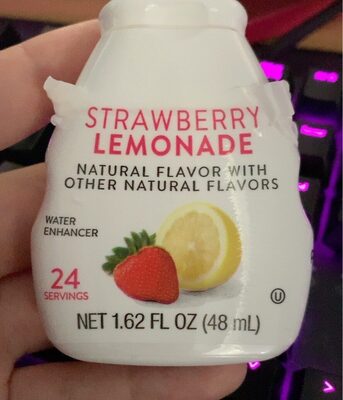 STRAWBERRY
LEMONADE
NATURAL FLAVOR WITH
OTHER NATURAL FLAVORS
WATER
ENHANCER
24
SERVINGS
U
NET 1.62 FL OZ (48 mL)